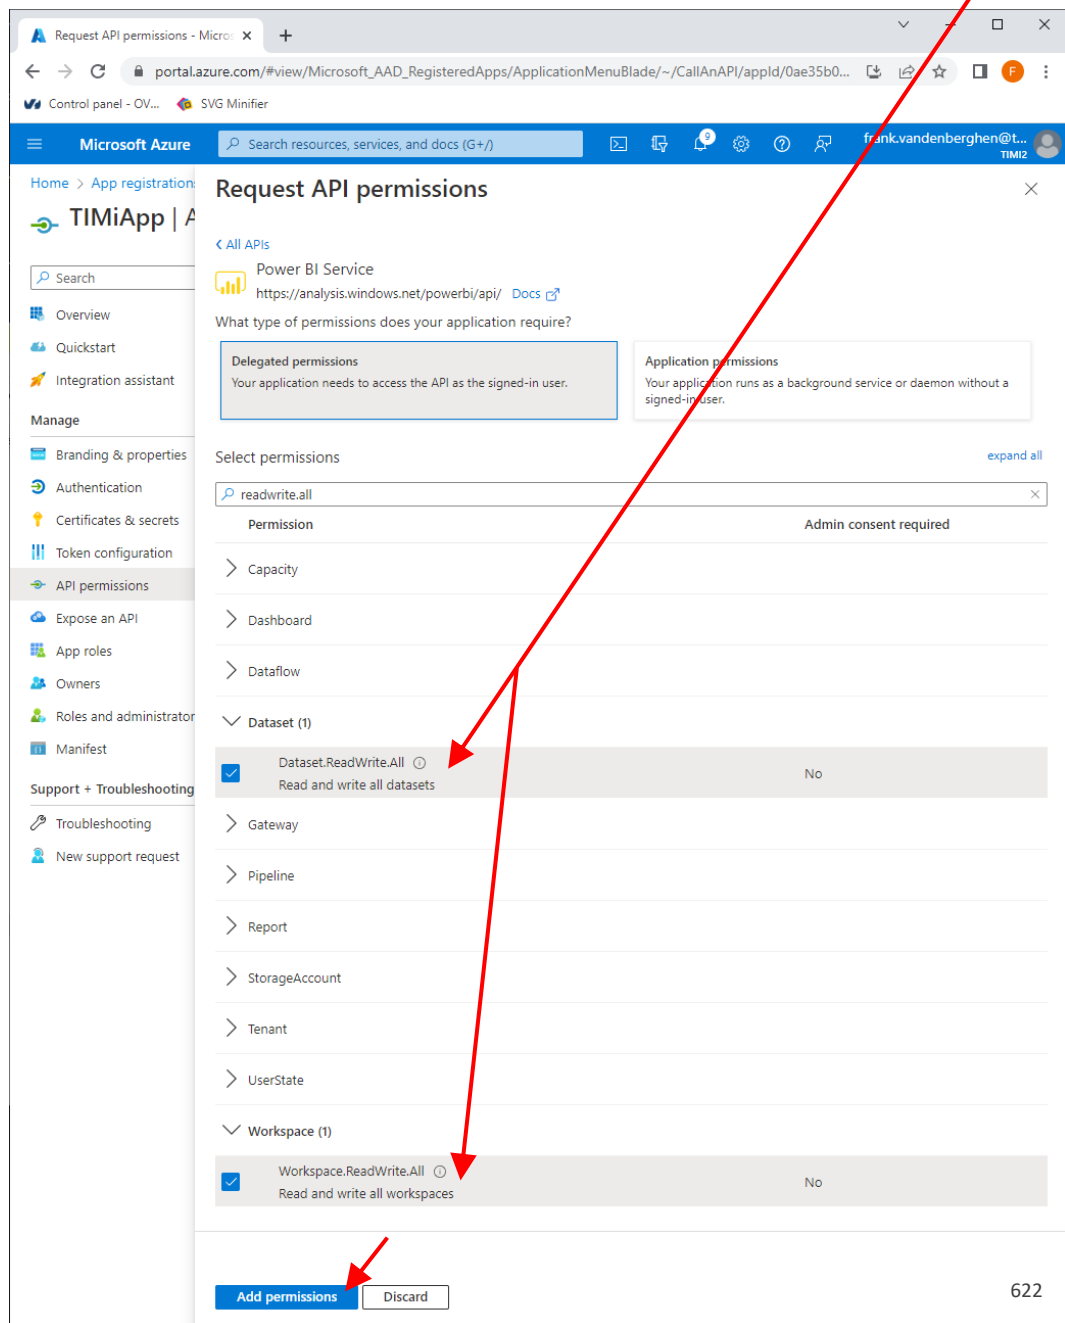 Request API permissions - Micro
portal.azure.com/#view/Microsoft_AAD_RegisteredApps/ApplicationMenuBlade/~/CallAnAPI/appId/0ae35b0...
F
Control panel - OV...
SVG Minifier
Microsoft Azure
Search resources, services, and docs (G+/)
9
frank.vandenberghen@t...
TIMI2
Home > App registrations
TIMiApp | A
Search
Overview
Quickstart
Integration assistant
Manage
Branding & properties
Authentication
Certificates & secrets
Token configuration
API permissions
Expose an API
App roles
Owners
Roles and administrator
Manifest
Support + Troubleshooting
Troubleshooting
New support request
Request API permissions
All APIs
Power BI Service
https://analysis.windows.net/powerbi/api/ Docs
What type of permissions does your application require?
Delegated permissions
Your application needs to access the API as the signed-in user.
Application permissions
Your application runs as a background service or daemon without a
signed-in user.
Select permissions
expand all
readwrite.all
Permission
Admin consent required
Capacity
Dashboard
Dataflow
Dataset (1)
Dataset.ReadWrite.All
Read and write all datasets
No
Gateway
Pipeline
Report
StorageAccount
Tenant
UserState
Workspace (1)
Workspace.ReadWrite.All
Read and write all workspaces
No
Add permissions
Discard
622